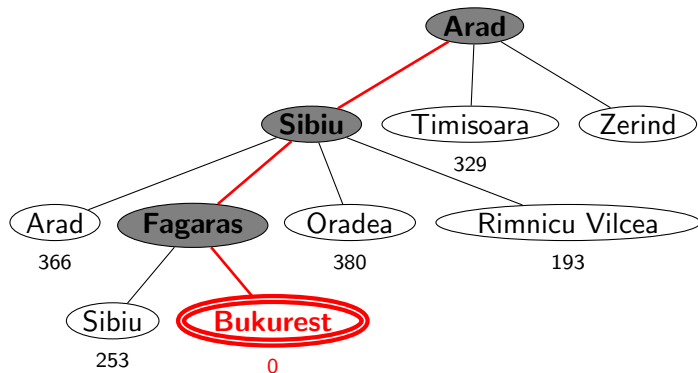 Arad
Sibiu Timisoara Zerind
329
Arad Fagaras Oradea Rimnicu Vilcea
366 380 193
Sibiu Bukurest
253 0